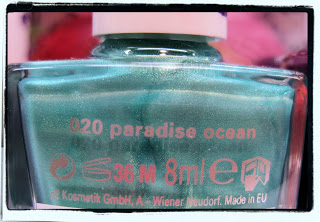 020 paradise ocean
36 M 8ml e
Kosmetik GmbH, A - Wiener Neudorf. Made in EU